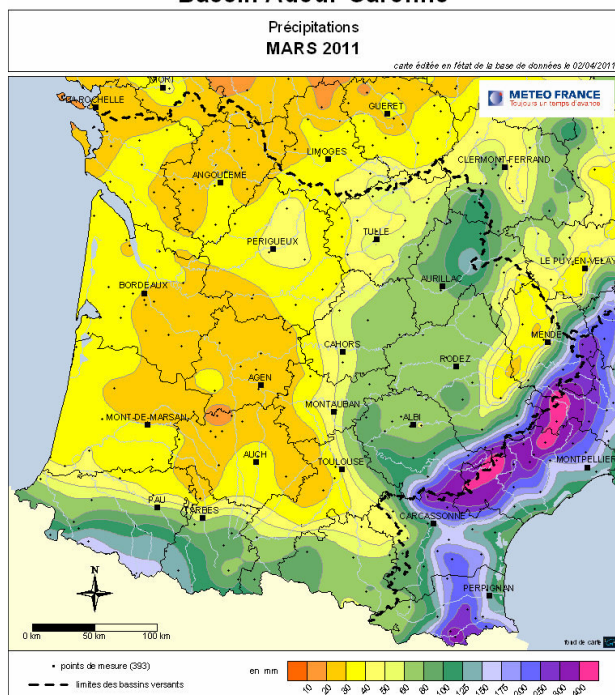 Bassin Adour-Garonne
Précipitations
MARS 2011
carte éditée en l'état de la base de données le 02/04/2011
METEO FRANCE
Toujours un temps d'avance
NIORT
LA ROCHELLE
GUERET
LIMOGES
CLERMONT-FERRAND
ANGOULEME
TULLE
PERIGUEUX
LE PUY-EN-VELAY
AURILLAC
BORDEAUX
MENDE
CAHORS
RODEZ
AGEN
MONTAUBAN
MONT-DE-MARSAN
ALBI
AUCH
TOULOUSE
MONTPELLIER
PAU
TARBES
CARCASSONNE
PERPIGNAN
N
0 km 50 km 100 km
fond de carte
• points de mesure (393)
limites des bassins versants
en mm
10 20 30 40 50 60 80 100 125 150 175 200